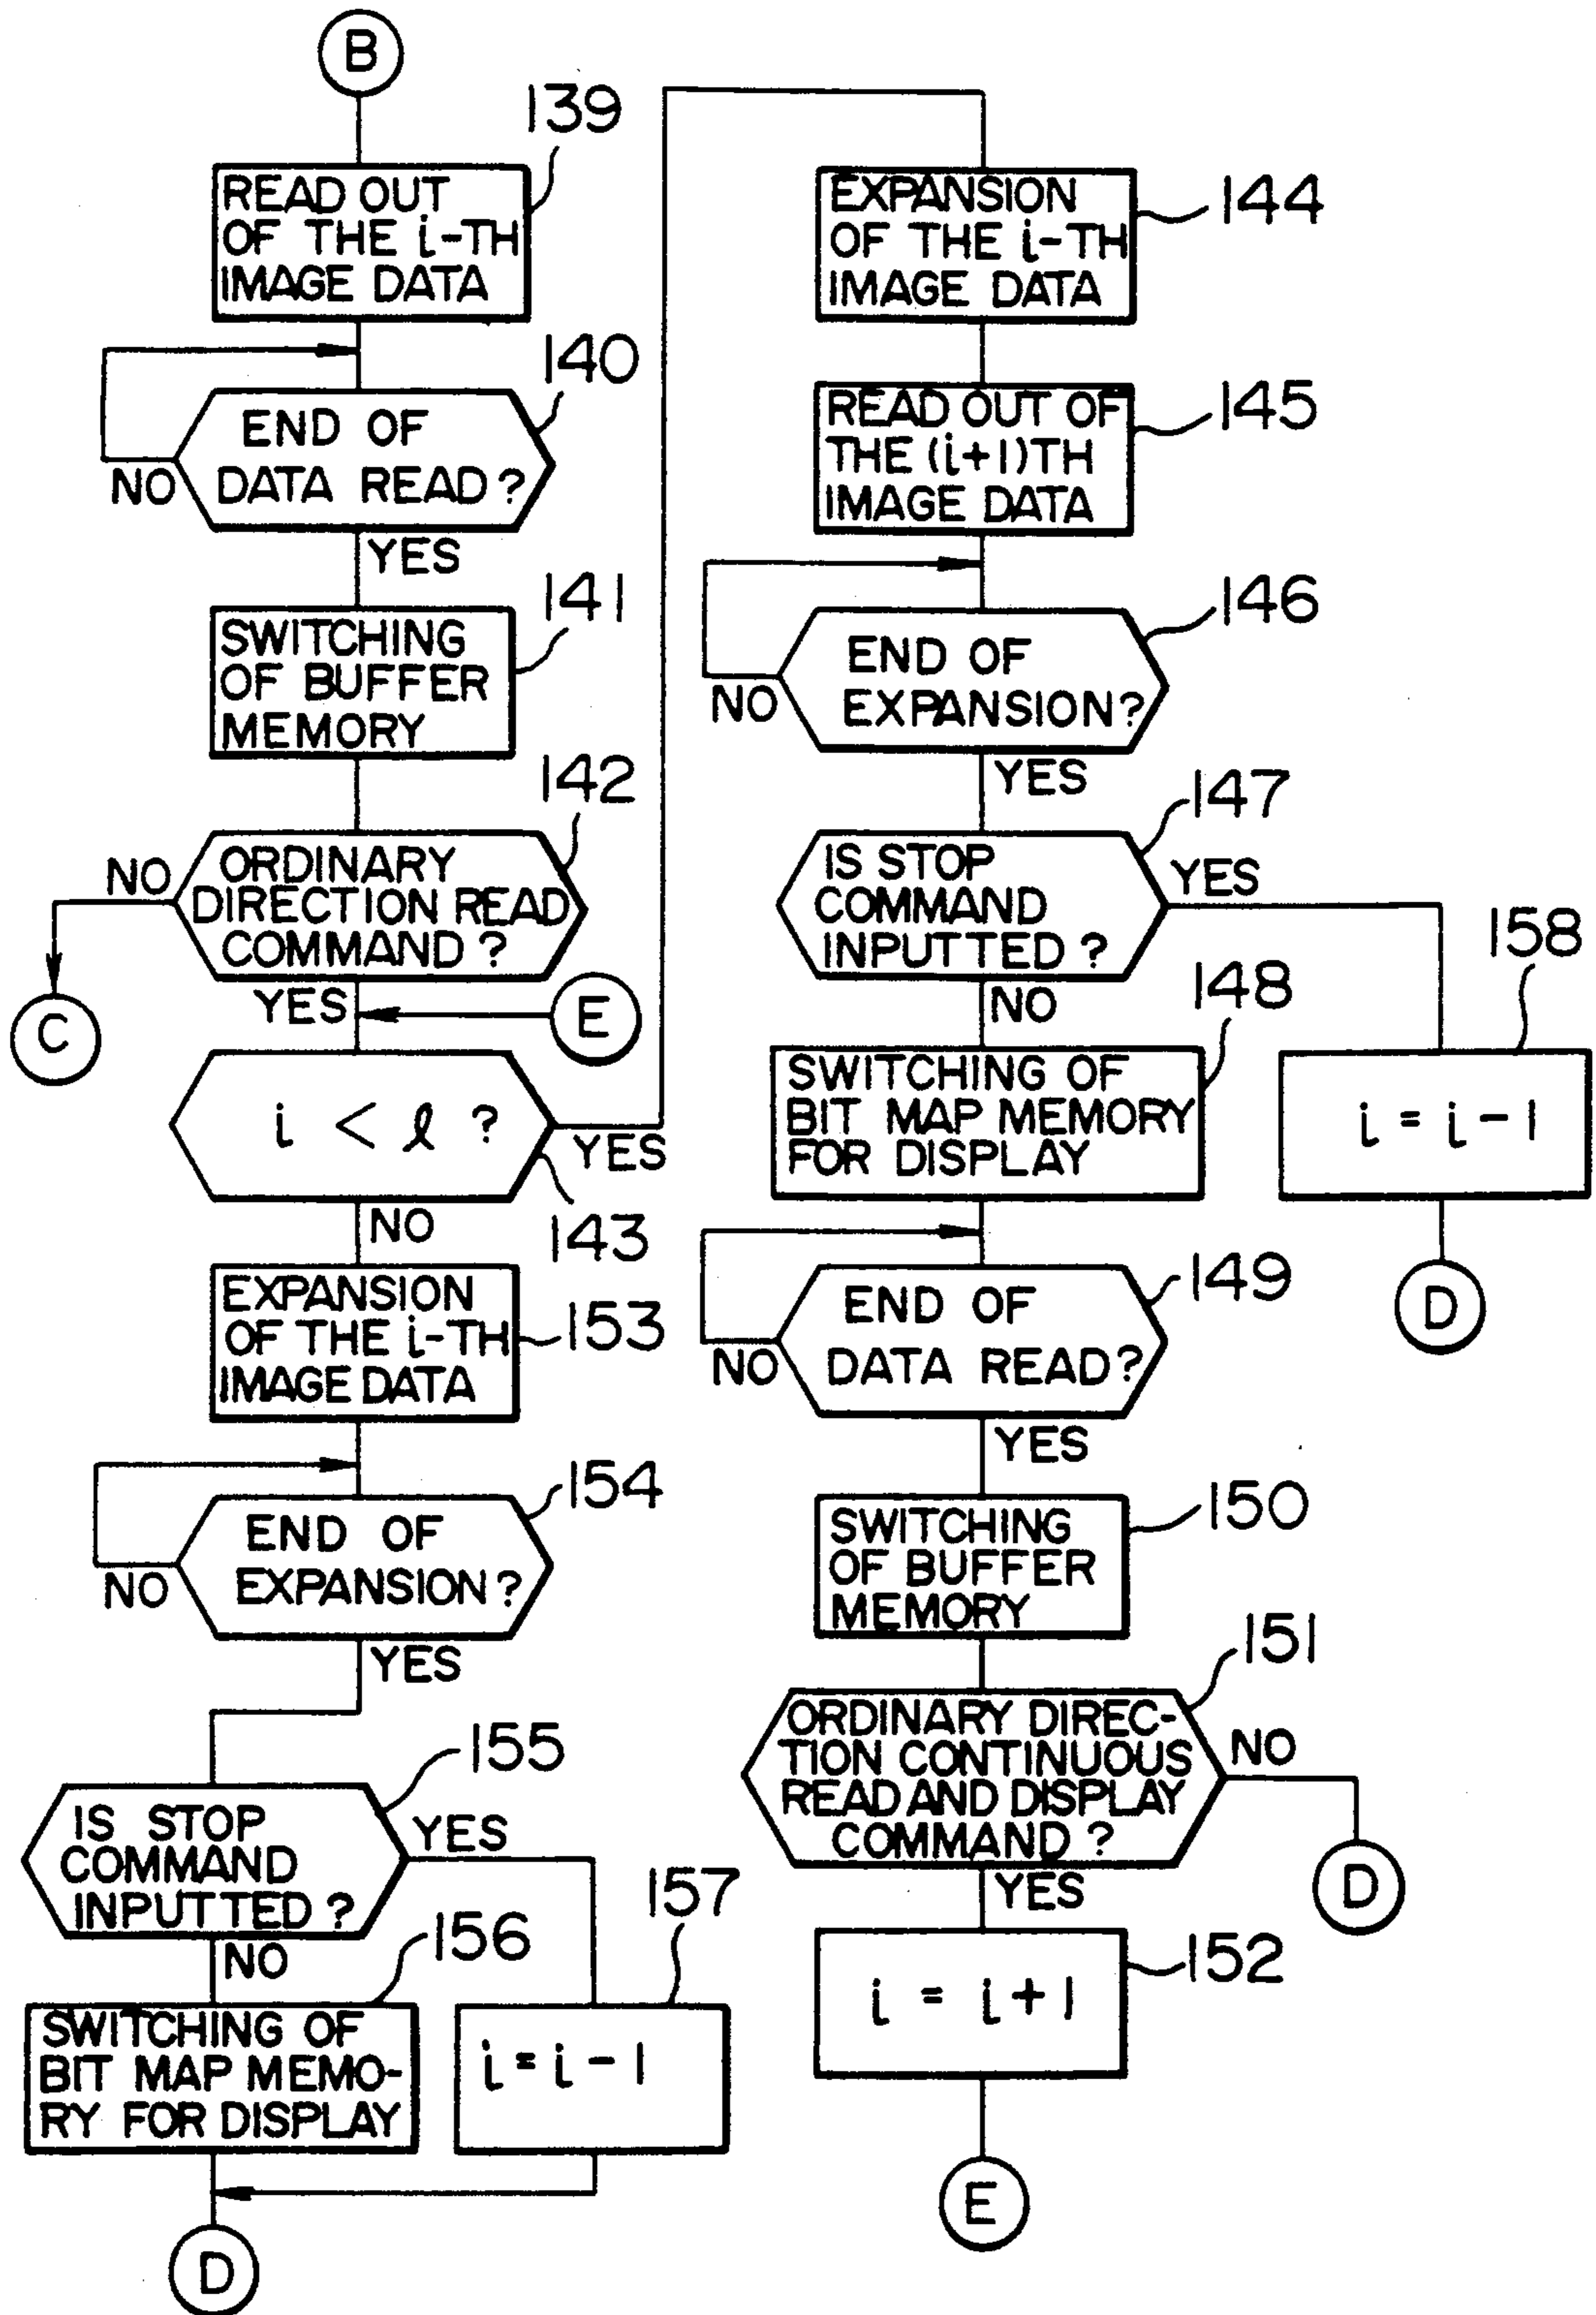 B
139
READ OUT
OF THE i-TH
IMAGE DATA
140
END OF
DATA READ?
NO
YES
141
SWITCHING
OF BUFFER
MEMORY
142
ORDINARY
DIRECTION READ
COMMAND?
NO
C
YES
E
i < ℓ ?
YES
NO
143
EXPANSION
OF THE i-TH
IMAGE DATA
153
154
END OF
EXPANSION?
NO
YES
155
IS STOP
COMMAND
INPUTTED?
YES
NO
156
157
SWITCHING OF
BIT MAP MEMO-
RY FOR DISPLAY
i = i - 1
D
EXPANSION
OF THE i-TH
IMAGE DATA
144
READ OUT OF
THE (i+1)TH
IMAGE DATA
145
146
END OF
EXPANSION?
NO
YES
147
IS STOP
COMMAND
INPUTTED ?
YES
NO
148
158
SWITCHING OF
BIT MAP MEMORY
FOR DISPLAY
i = i - 1
D
149
END OF
DATA READ?
NO
YES
150
SWITCHING
OF BUFFER
MEMORY
151
ORDINARY DIREC-
TION CONTINUOUS
READ AND DISPLAY
COMMAND ?
NO
D
YES
152
i = i + 1
E